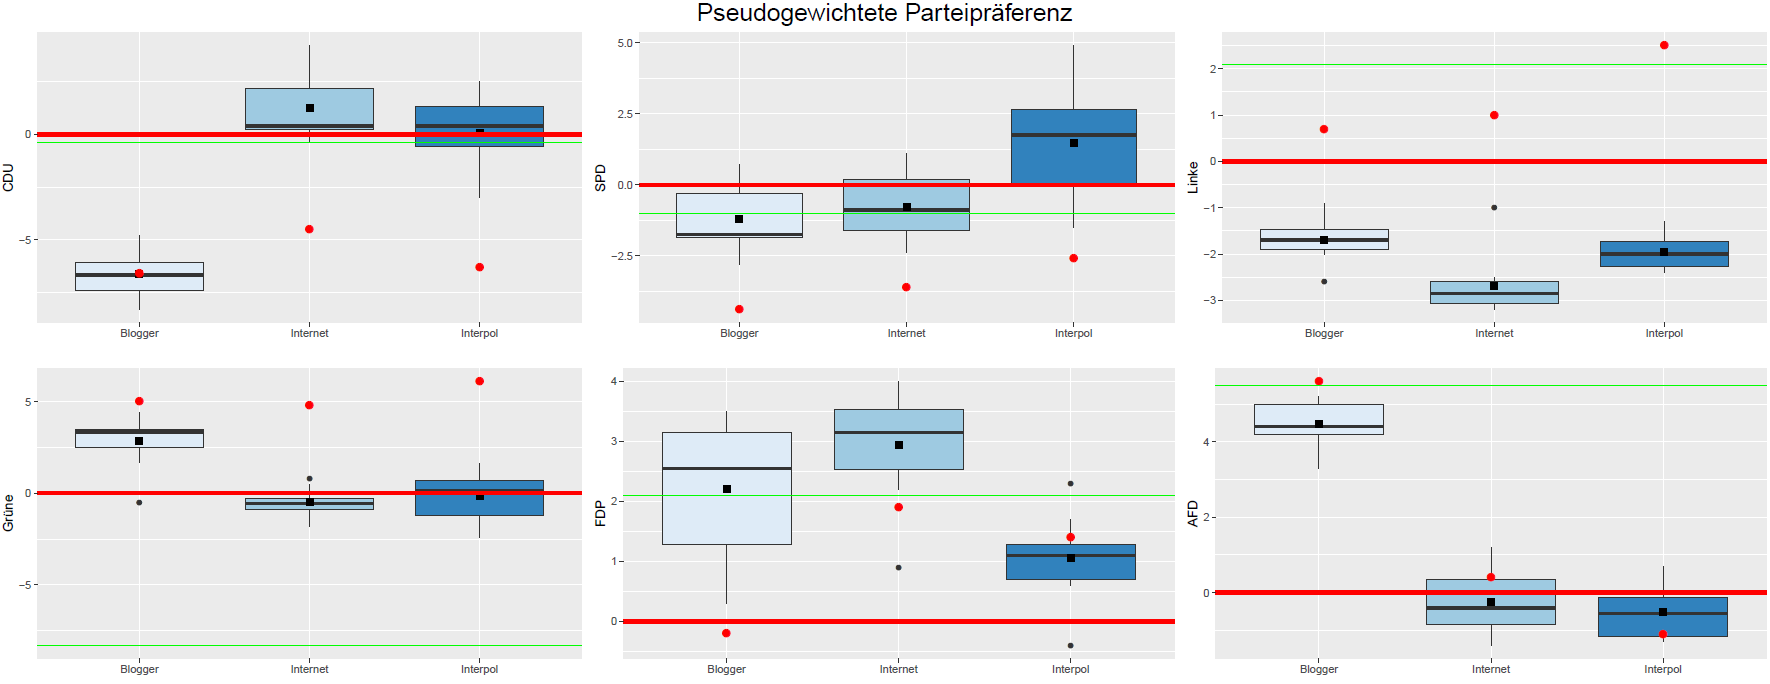 Pseudogewichtete Parteipräferenz
CDU
0
−5
Blogger
Internet
Interpol
SPD
5.0
2.5
0.0
−2.5
Blogger
Internet
Interpol
Linke
2
1
0
−1
−2
−3
Blogger
Internet
Interpol
Grüne
5
0
−5
Blogger
Internet
Interpol
FDP
4
3
2
1
0
Blogger
Internet
Interpol
AFD
4
2
0
Blogger
Internet
Interpol